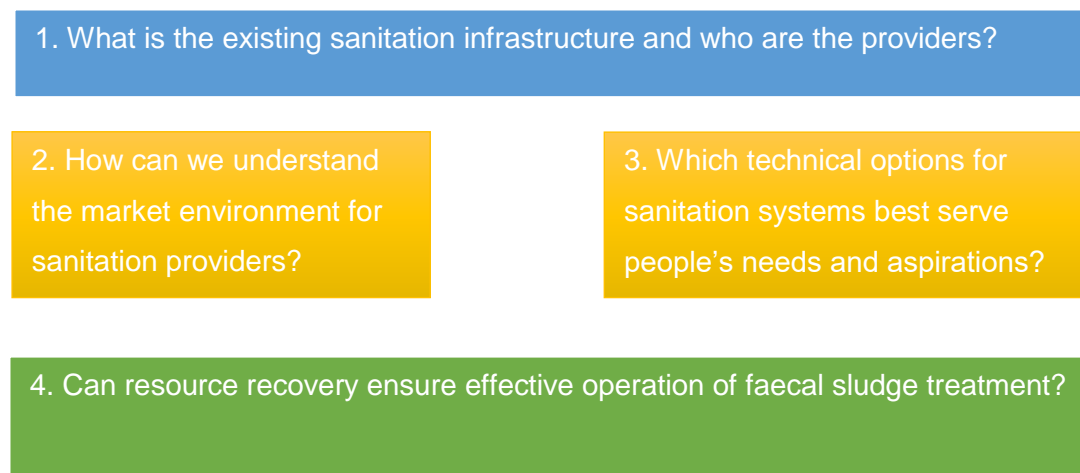 1. What is the existing sanitation infrastructure and who are the providers?
2. How can we understand
the market environment for
sanitation providers?
3. Which technical options for
sanitation systems best serve
people’s needs and aspirations?
4. Can resource recovery ensure effective operation of faecal sludge treatment?